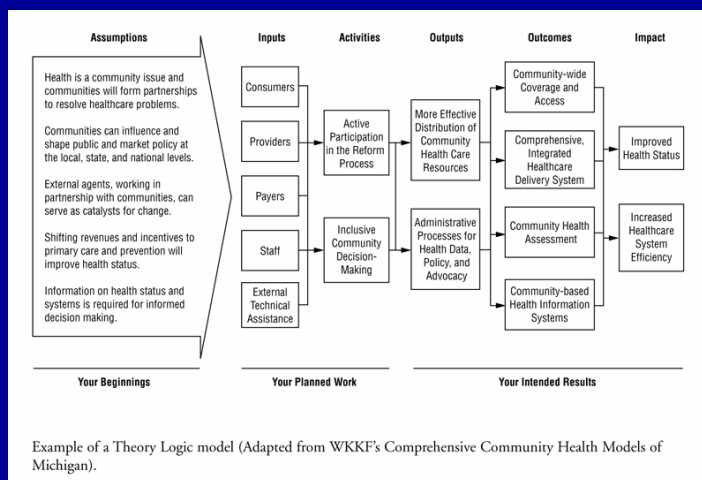 Assumptions
Inputs
Activities
Outputs
Outcomes
Impact
Health is a community issue and
communities will form partnerships
to resolve healthcare problems.
Communities can influence and
shape public and market policy at
the local, state, and national levels.
External agents, working in
partnership with communities, can
serve as catalysts for change.
Shifting revenues and incentives to
primary care and prevention will
improve health status.
Information on health status and
systems is required for informed
decision making.
Consumers
Providers
Payers
Staff
External
Technical
Assistance
Active
Participation
in the Reform
Process
Inclusive
Community
Decision-
Making
More Effective
Distribution of
Community
Health Care
Resources
Administrative
Processes for
Health Data,
Policy, and
Advocacy
Community-wide
Coverage and
Access
Comprehensive,
Integrated
Healthcare
Delivery System
Community Health
Assessment
Community-based
Health Information
Systems
Improved
Health Status
Increased
Healthcare
System
Efficiency
Your Beginnings
Your Planned Work
Your Intended Results
Example of a Theory Logic model (Adapted from WKKF's Comprehensive Community Health Models of
Michigan).